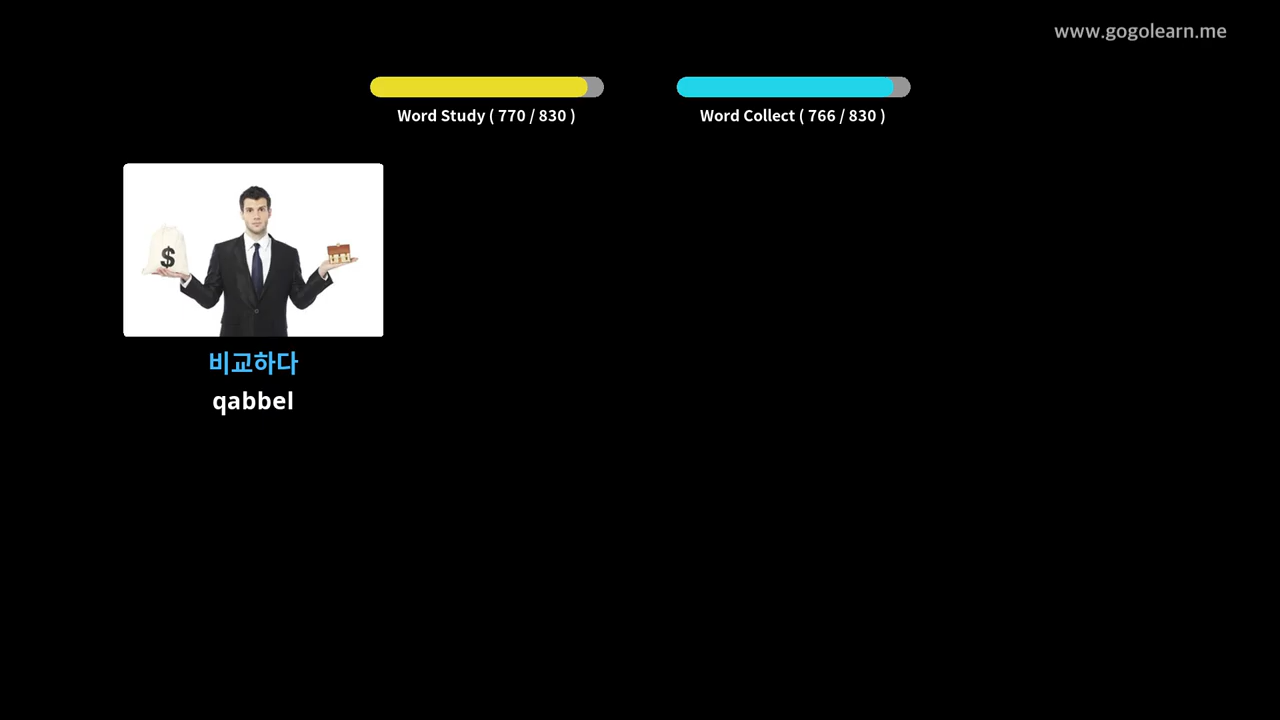 www.gogolearn.me
Word Study ( 770 / 830 )
Word Collect ( 766 / 830 )
$
비교하다
qabbel